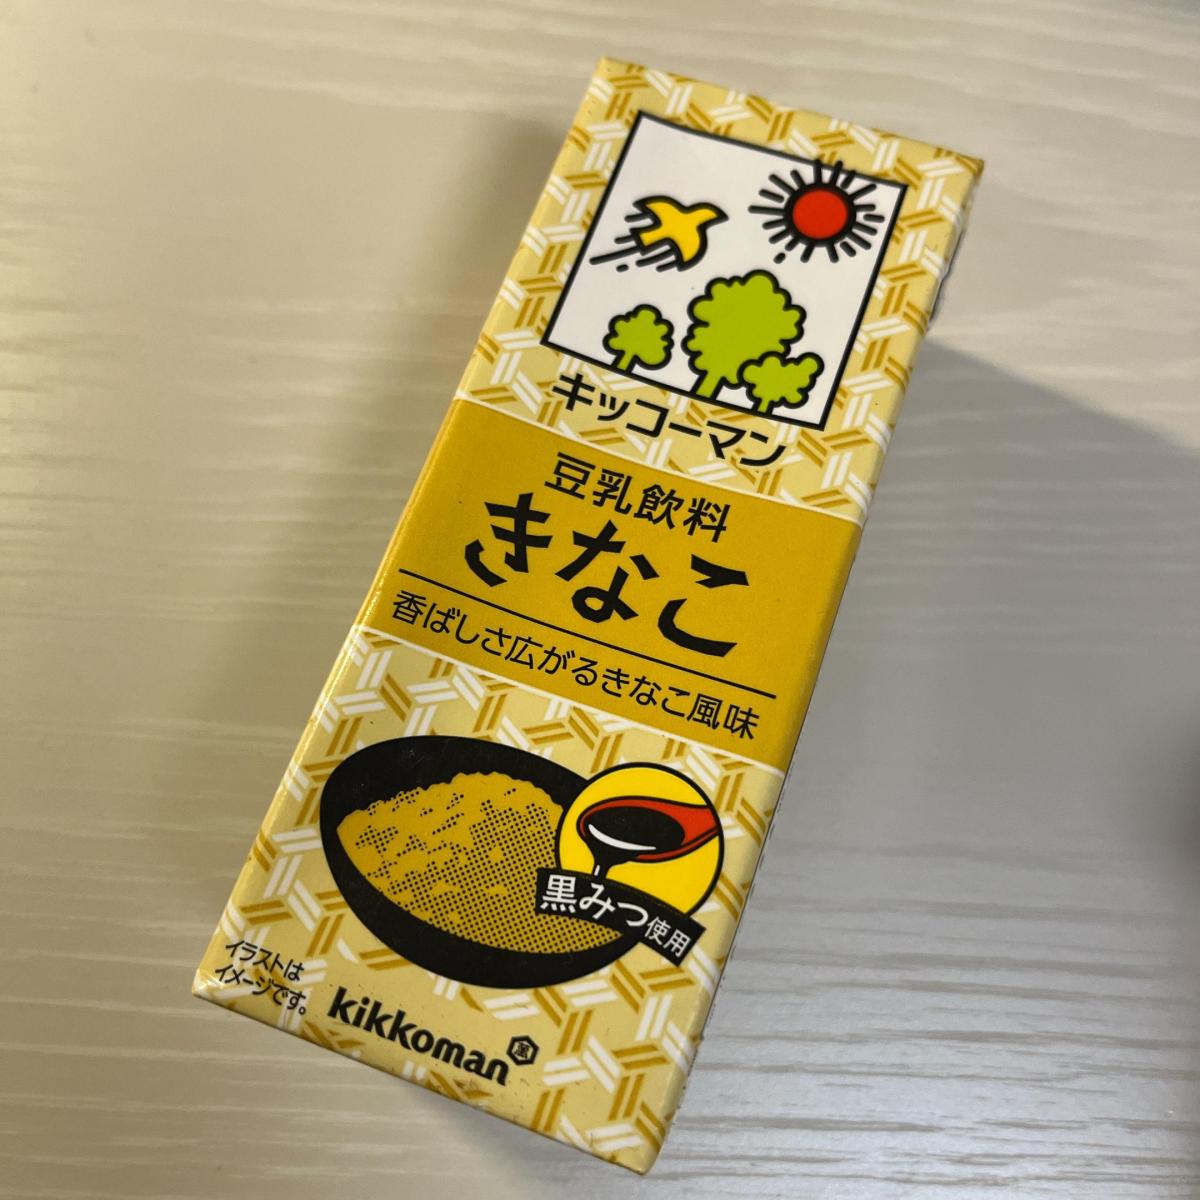 キッコーマン
豆乳飲料
きなこ
香ばしさ広がるきなこ風味
黒みつ使用
イラストは
イメージです。
kikkoman